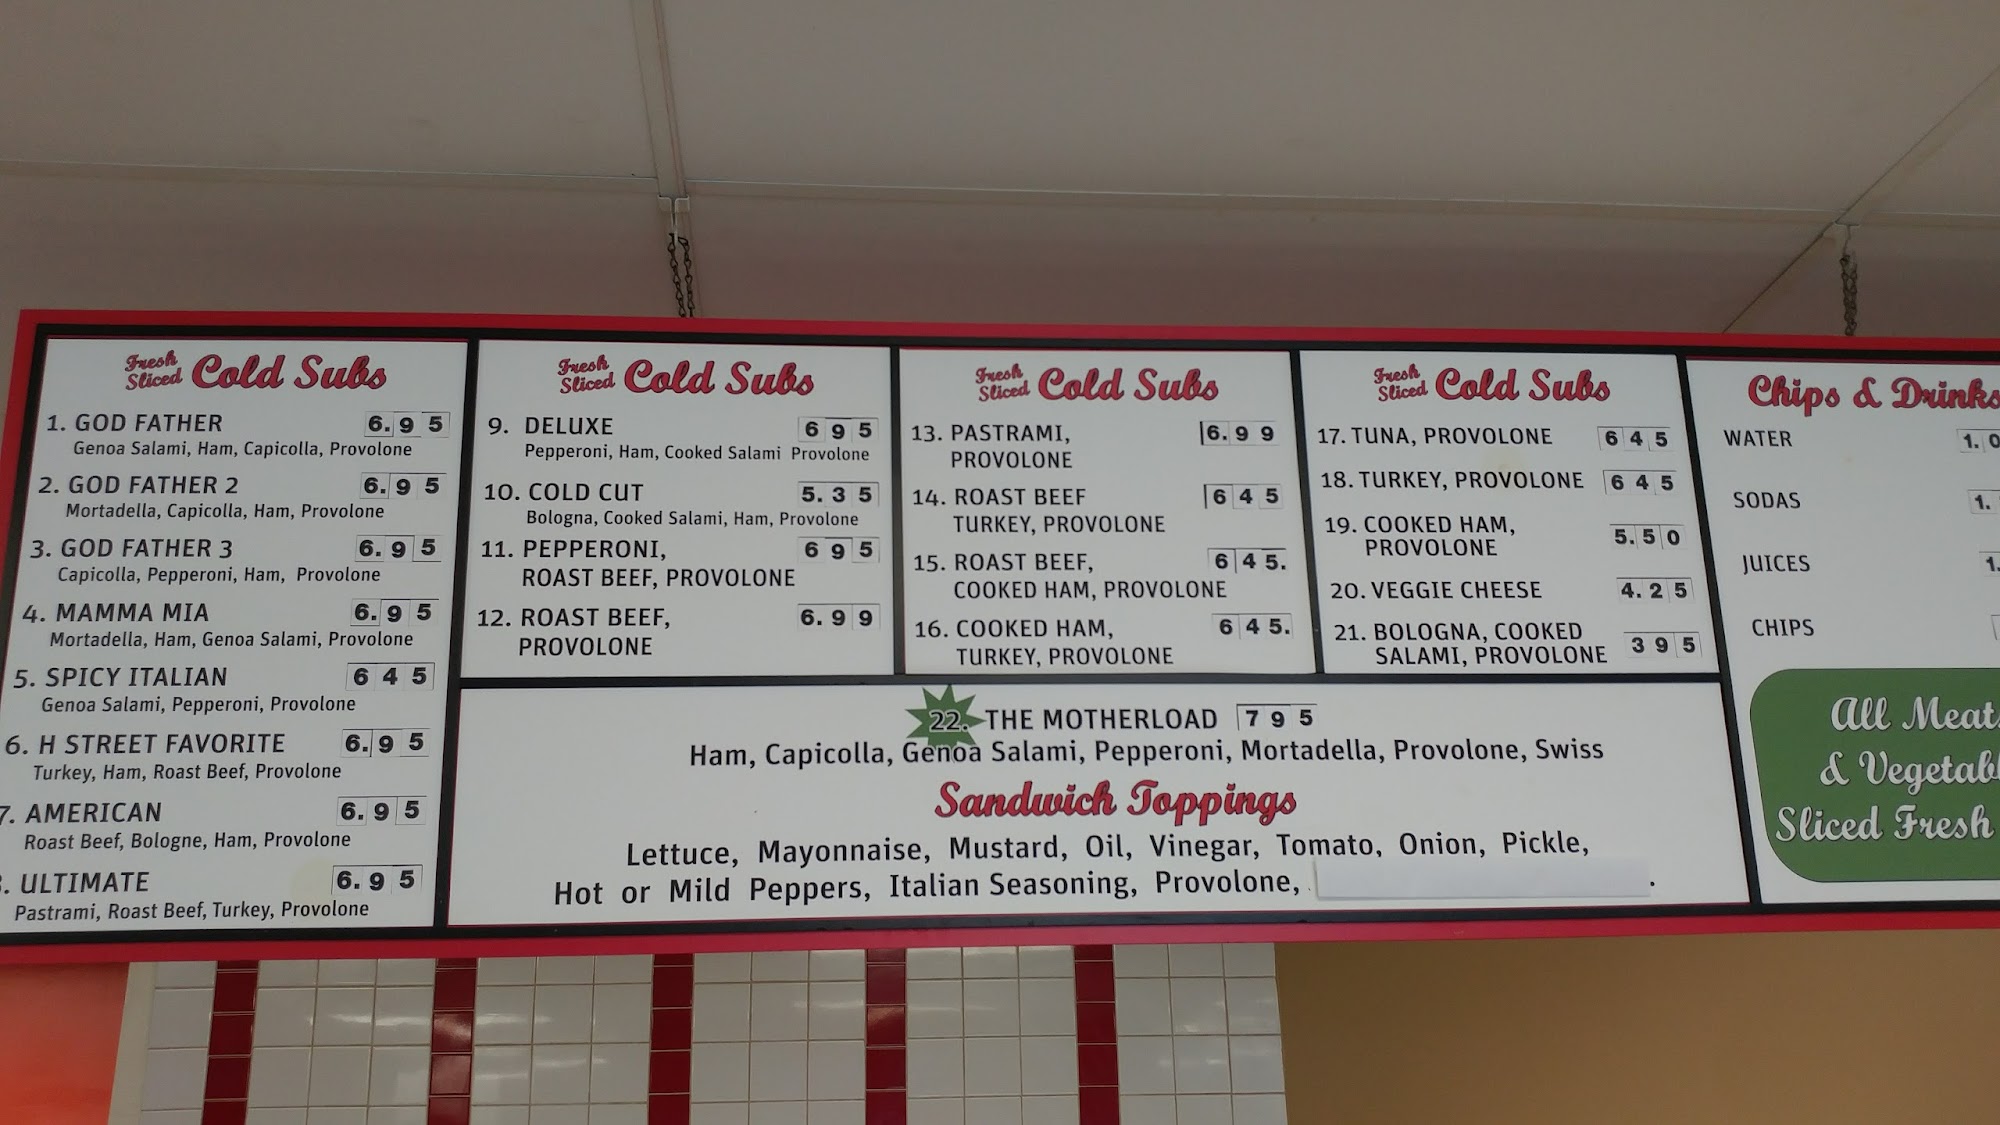 Fresh Sliced Cold Subs
1. GOD FATHER 6.95
Genoa Salami, Ham, Capicolla, Provolone
2. GOD FATHER 2 6.95
Mortadella, Capicolla, Ham, Provolone
3. GOD FATHER 3 6.95
Capicolla, Pepperoni, Ham, Provolone
4. MAMMA MIA 6.95
Mortadella, Ham, Genoa Salami, Provolone
5. SPICY ITALIAN 645
Genoa Salami, Pepperoni, Provolone
6. H STREET FAVORITE 6.95
Turkey, Ham, Roast Beef, Provolone
7. AMERICAN 6.95
Roast Beef, Bologne, Ham, Provolone
. ULTIMATE 6.95
Pastrami, Roast Beef, Turkey, Provolone
Fresh Sliced Cold Subs
9. DELUXE 695
Pepperoni, Ham, Cooked Salami Provolone
10. COLD CUT 5.35
Bologna, Cooked Salami, Ham, Provolone
11. PEPPERONI, 695
ROAST BEEF, PROVOLONE
12. ROAST BEEF, 6.99
PROVOLONE
Fresh Sliced Cold Subs
13. PASTRAMI, 6.99
PROVOLONE
14. ROAST BEEF 645
TURKEY, PROVOLONE
15. ROAST BEEF, 645.
COOKED HAM, PROVOLONE
16. COOKED HAM, 645.
TURKEY, PROVOLONE
Fresh Sliced Cold Subs
17. TUNA, PROVOLONE 645
18. TURKEY, PROVOLONE 645
19. COOKED HAM, 5.50
PROVOLONE
20. VEGGIE CHEESE 4.25
21. BOLOGNA, COOKED 395
SALAMI, PROVOLONE
22. THE MOTHERLOAD 795
Ham, Capicolla, Genoa Salami, Pepperoni, Mortadella, Provolone, Swiss
Sandwich Toppings
Lettuce, Mayonnaise, Mustard, Oil, Vinegar, Tomato, Onion, Pickle,
Hot or Mild Peppers, Italian Seasoning, Provolone, .
Chips & Drinks
WATER 1.0
SODAS 1.
JUICES 1.
CHIPS
All Meats
& Vegetabl
Sliced Fresh